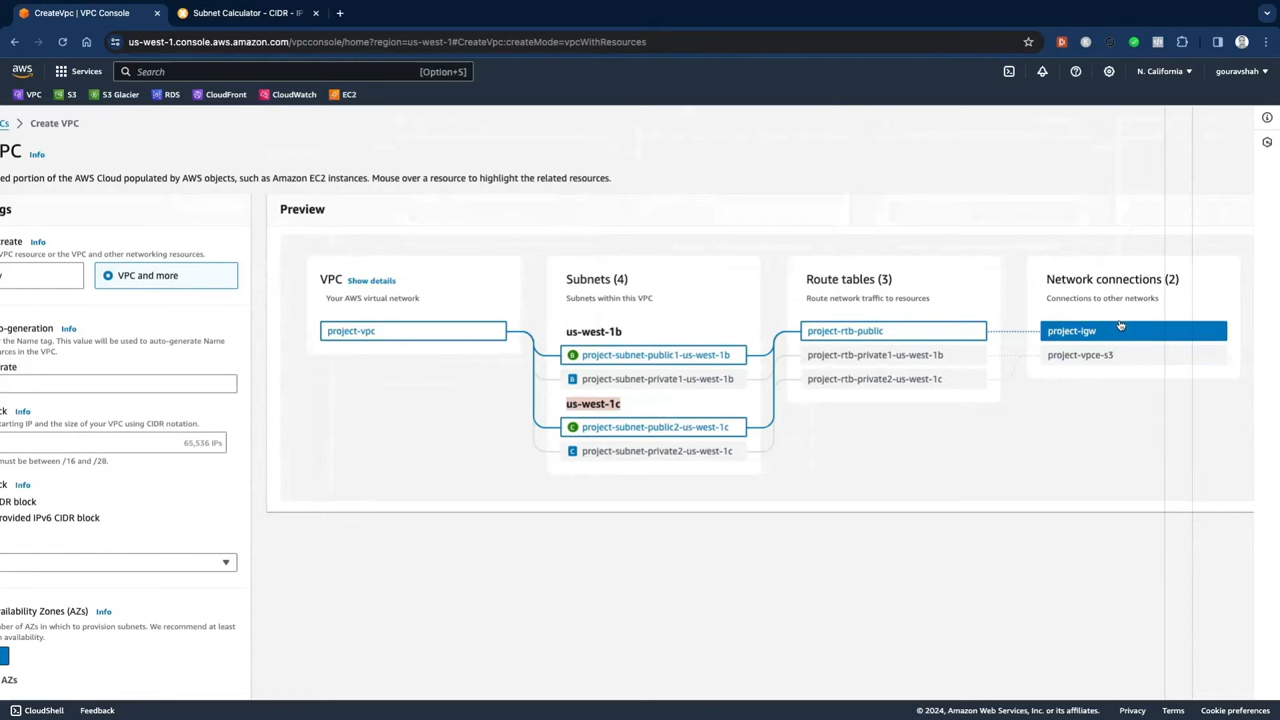 CreateVpc | VPC Console
Subnet Calculator - CIDR - IP
us-west-1.console.aws.amazon.com/vpcconsole/home?region=us-west-1#CreateVpc:createMode=vpcWithResources
aws
Services
Search
[Option+S]
N. California
gouravshah
VPC
S3
S3 Glacier
RDS
CloudFront
CloudWatch
EC2
Cs > Create VPC
PC Info
ed portion of the AWS Cloud populated by AWS objects, such as Amazon EC2 instances. Mouse over a resource to highlight the related resources.
gs
create Info
VPC resource or the VPC and other networking resources.
y
VPC and more
o-generation Info
r the Name tag. This value will be used to auto-generate Name
urces in the VPC.
rate
ck Info
tarting IP and the size of your VPC using CIDR notation.
65,536 IPs
must be between /16 and /28.
ck Info
DR block
rovided IPv6 CIDR block
vailability Zones (AZs) Info
ber of AZs in which to provision subnets. We recommend at least
n availability.
AZs
Preview
VPC Show details
Your AWS virtual network
project-vpc
Subnets (4)
Subnets within this VPC
us-west-1b
B project-subnet-public1-us-west-1b
B project-subnet-private1-us-west-1b
us-west-1c
C project-subnet-public2-us-west-1c
C project-subnet-private2-us-west-1c
Route tables (3)
Route network traffic to resources
project-rtb-public
project-rtb-private1-us-west-1b
project-rtb-private2-us-west-1c
Network connections (2)
Connections to other networks
project-igw
project-vpce-s3
CloudShell
Feedback
© 2024, Amazon Web Services, Inc. or its affiliates.
Privacy
Terms
Cookie preferences